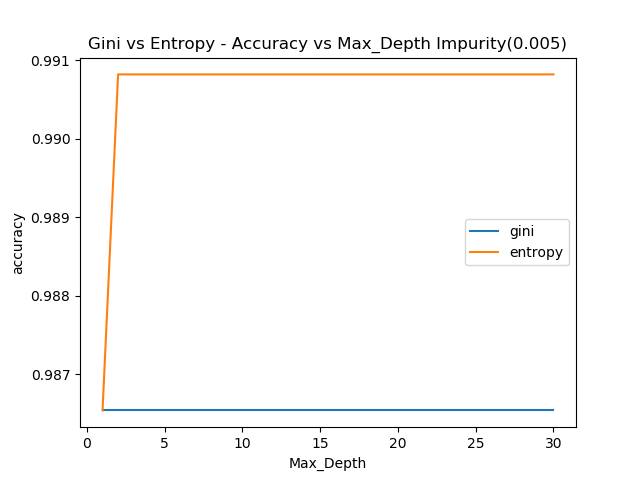 Gini vs Entropy - Accuracy vs Max_Depth Impurity(0.005)
0.991
0.990
0.989
0.988
0.987
accuracy
gini
entropy
0 5 10 15 20 25 30
Max_Depth